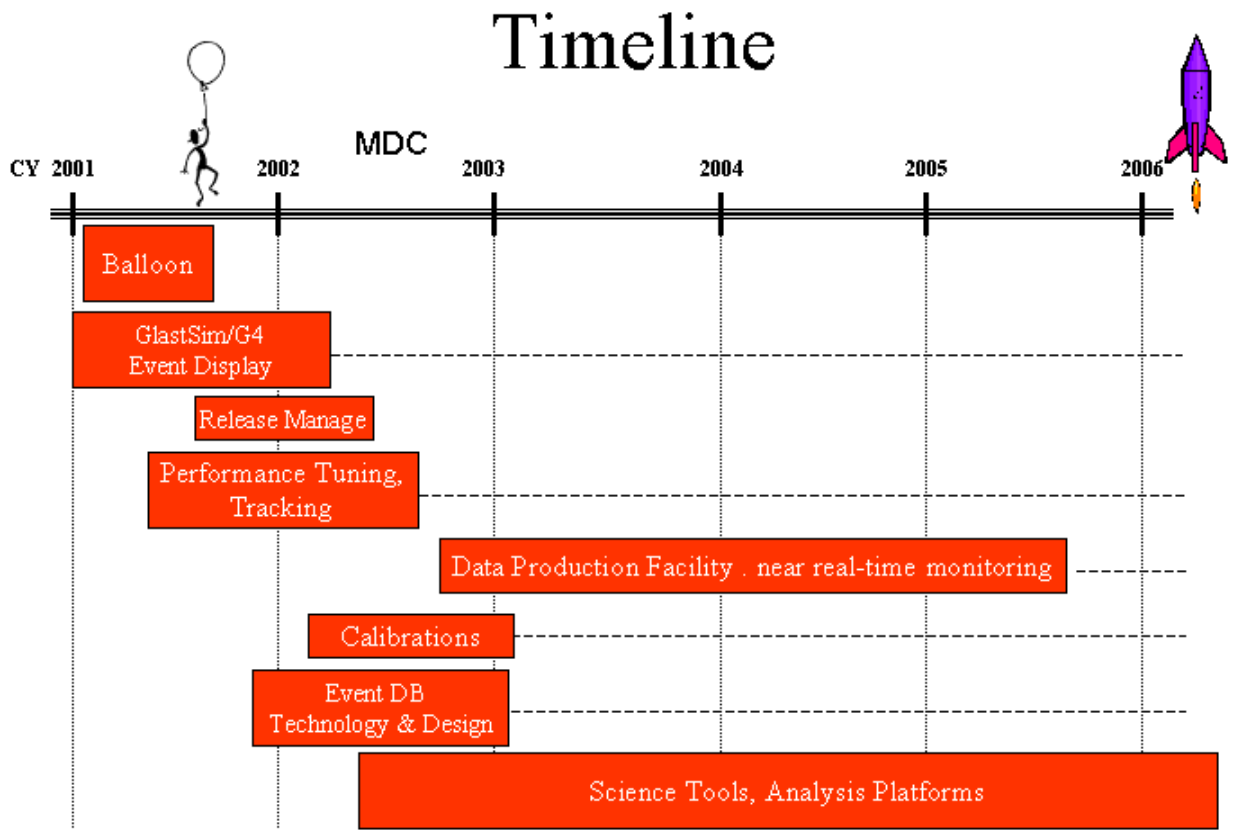 Timeline
MDC
CY 2001 2002 2003 2004 2005 2006
Balloon
GlastSim/G4
Event Display
Release Manage
Performance Tuning,
Tracking
Data Production Facility . near real-time monitoring
Calibrations
Event DB
Technology & Design
Science Tools, Analysis Platforms